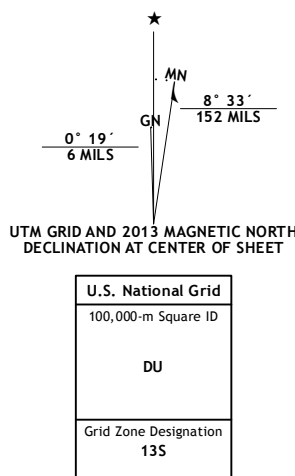 ★
MN
GN
8° 33´
152 MILS
0° 19´
6 MILS
UTM GRID AND 2013 MAGNETIC NORTH
DECLINATION AT CENTER OF SHEET
U.S. National Grid
100,000-m Square ID
DU
Grid Zone Designation
13S